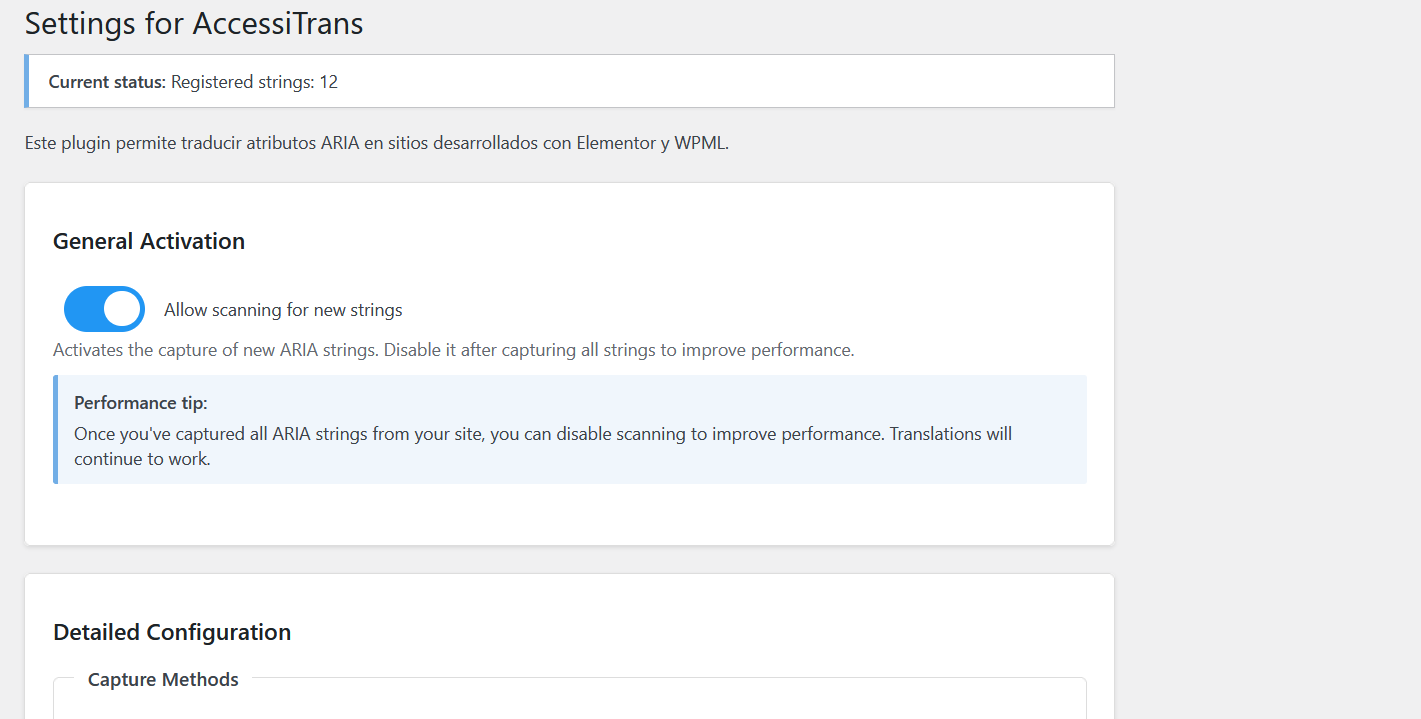 Settings for AccessiTrans
Current status: Registered strings: 12
Este plugin permite traducir atributos ARIA en sitios desarrollados con Elementor y WPML.
General Activation
Allow scanning for new strings
Activates the capture of new ARIA strings. Disable it after capturing all strings to improve performance.
Performance tip:
Once you've captured all ARIA strings from your site, you can disable scanning to improve performance. Translations will
continue to work.
Detailed Configuration
Capture Methods